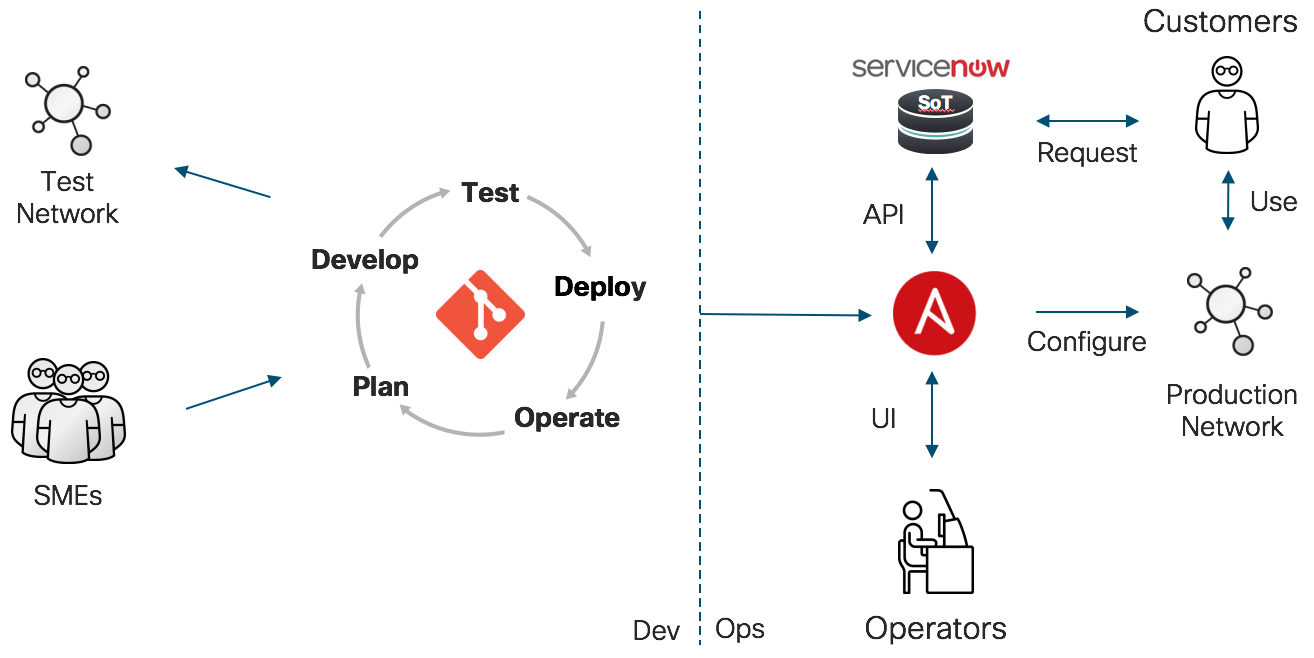 Customers
servicenow
SoT
Test
Network
Request
API
Use
Test
Develop
Deploy
Plan
Operate
Configure
Production
Network
UI
SMEs
Dev
Ops
Operators